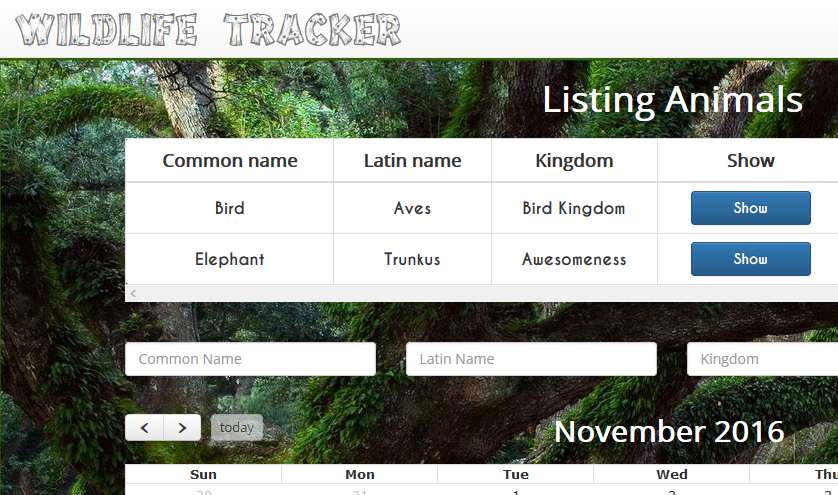 WILDLIFE TRACKER
Listing Animals
Common name Latin name Kingdom Show
Bird Aves Bird Kingdom Show
Elephant Trunkus Awesomeness Show
Common Name Latin Name Kingdom
today November 2016
Sun Mon Tue Wed Thu
30 31 1 2 3